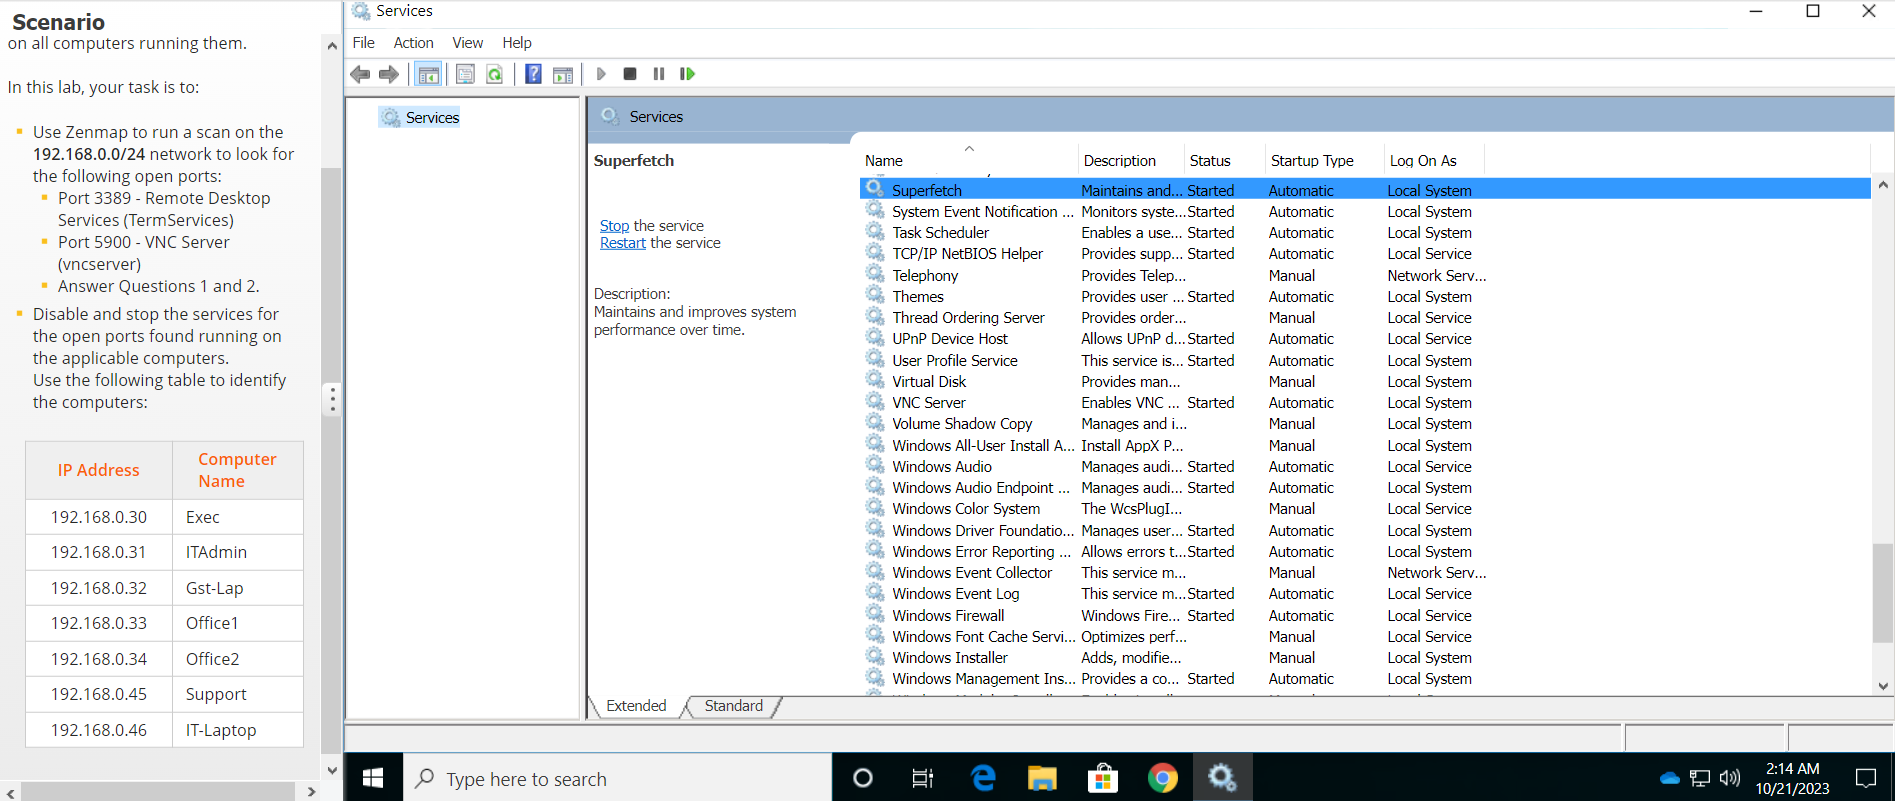 Scenario
on all computers running them.
In this lab, your task is to:
Use Zenmap to run a scan on the
192.168.0.0/24 network to look for
the following open ports:
Port 3389 - Remote Desktop
Services (TermServices)
Port 5900 - VNC Server
(vncserver)
Answer Questions 1 and 2.
Disable and stop the services for
the open ports found running on
the applicable computers.
Use the following table to identify
the computers:
IP Address Computer Name
192.168.0.30 Exec
192.168.0.31 ITAdmin
192.168.0.32 Gst-Lap
192.168.0.33 Office1
192.168.0.34 Office2
192.168.0.45 Support
192.168.0.46 IT-Laptop
Services
File Action View Help
Services
Services
Superfetch
Stop the service
Restart the service
Description:
Maintains and improves system
performance over time.
Name Description Status Startup Type Log On As
Superfetch Maintains and... Started Automatic Local System
System Event Notification ... Monitors syste... Started Automatic Local System
Task Scheduler Enables a use... Started Automatic Local System
TCP/IP NetBIOS Helper Provides supp... Started Automatic Local Service
Telephony Provides Telep... Manual Network Serv...
Themes Provides user ... Started Automatic Local System
Thread Ordering Server Provides order... Manual Local Service
UPnP Device Host Allows UPnP d... Started Automatic Local Service
User Profile Service This service is... Started Automatic Local System
Virtual Disk Provides man... Manual Local System
VNC Server Enables VNC ... Started Automatic Local System
Volume Shadow Copy Manages and i... Manual Local System
Windows All-User Install A... Install AppX P... Manual Local System
Windows Audio Manages audi... Started Automatic Local Service
Windows Audio Endpoint ... Manages audi... Started Automatic Local System
Windows Color System The WcsPlugI... Manual Local Service
Windows Driver Foundatio... Manages user... Started Automatic Local System
Windows Error Reporting ... Allows errors t... Started Automatic Local System
Windows Event Collector This service m... Manual Network Serv...
Windows Event Log This service m... Started Automatic Local Service
Windows Firewall Windows Fire... Started Automatic Local Service
Windows Font Cache Servi... Optimizes perf... Manual Local Service
Windows Installer Adds, modifie... Manual Local System
Windows Management Ins... Provides a co... Started Automatic Local System
Extended Standard
Type here to search
2:14 AM
10/21/2023